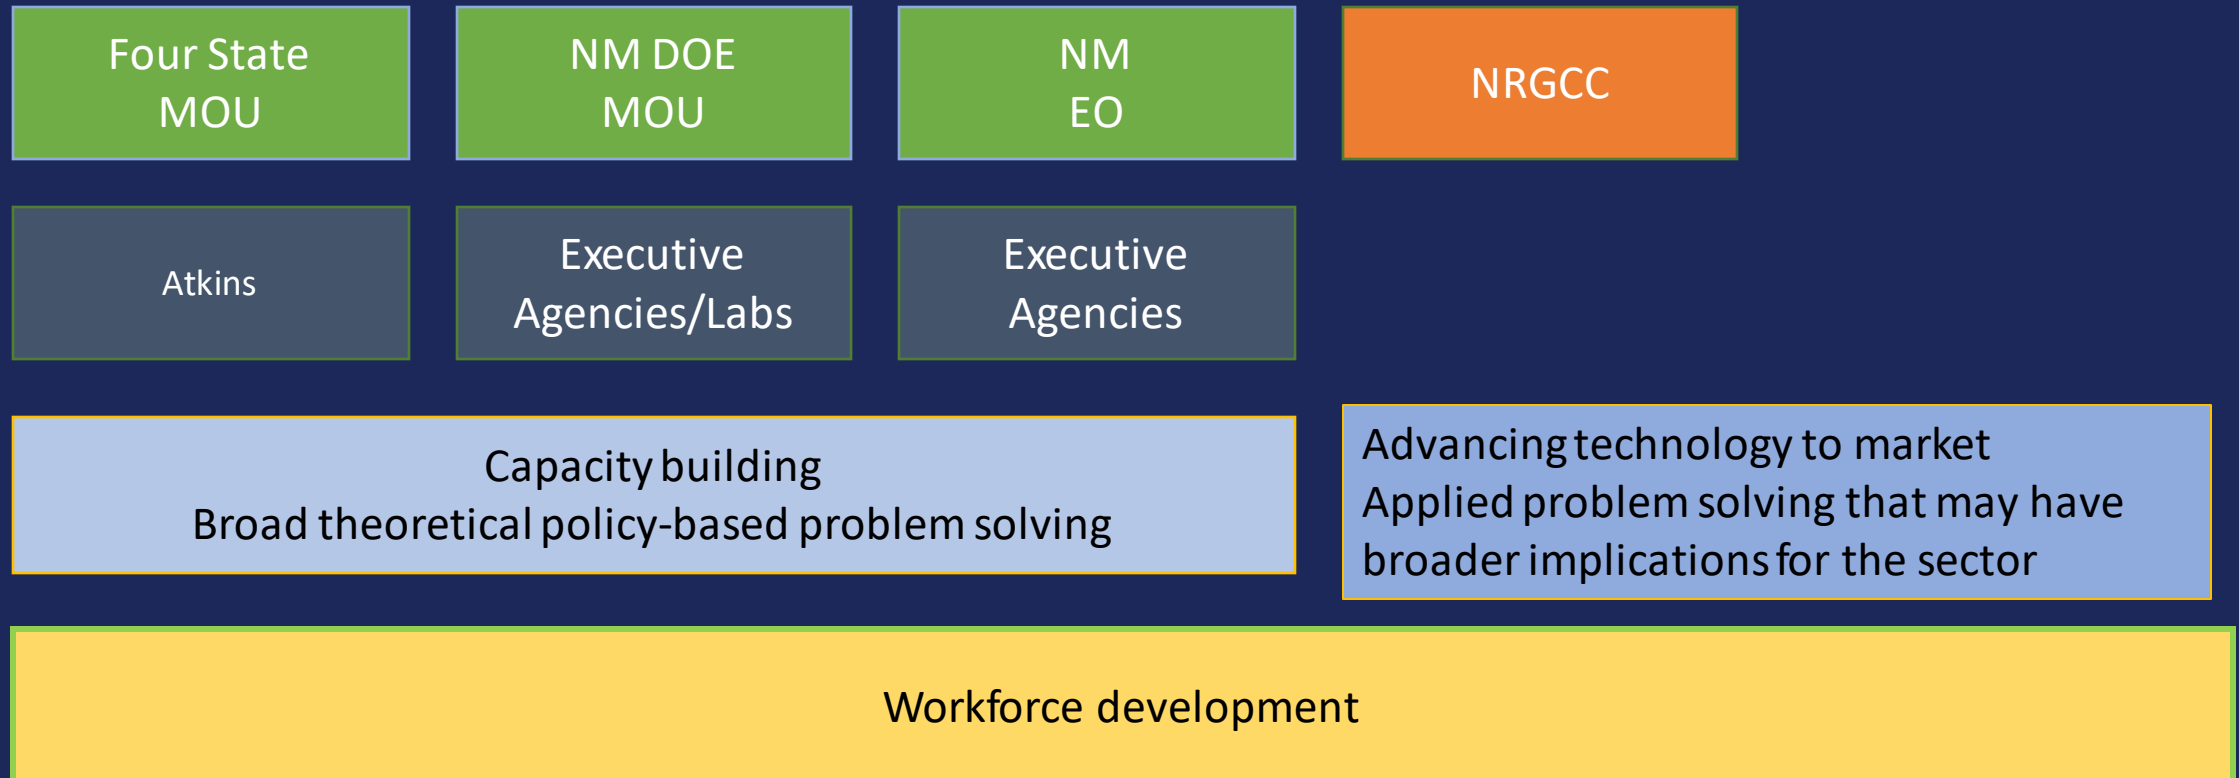 Four State
MOU
NM DOE
MOU
NM
EO
NRGCC
Atkins
Executive
Agencies/Labs
Executive
Agencies
Capacity building
Broad theoretical policy-based problem solving
Advancing technology to market
Applied problem solving that may have
broader implications for the sector
Workforce development